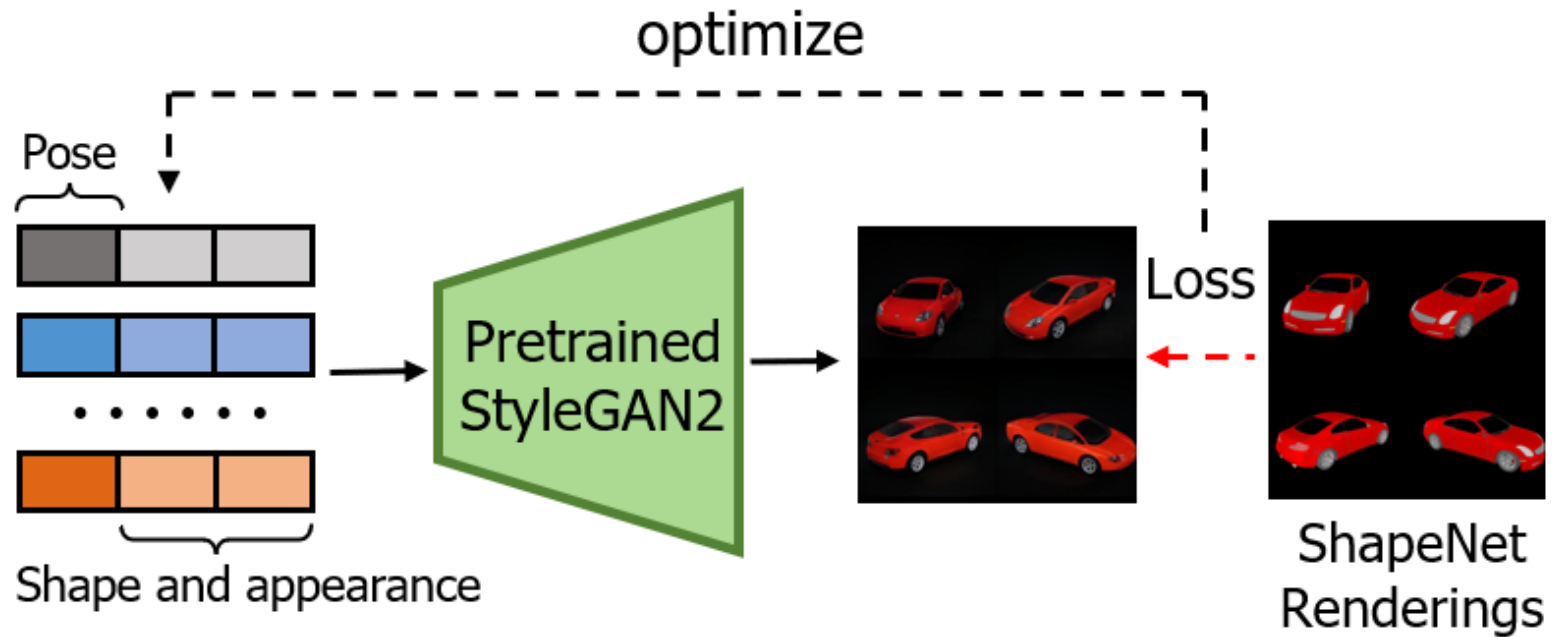 optimize
Pose
Pretrained
StyleGAN2
Loss
Shape and appearance
ShapeNet
Renderings